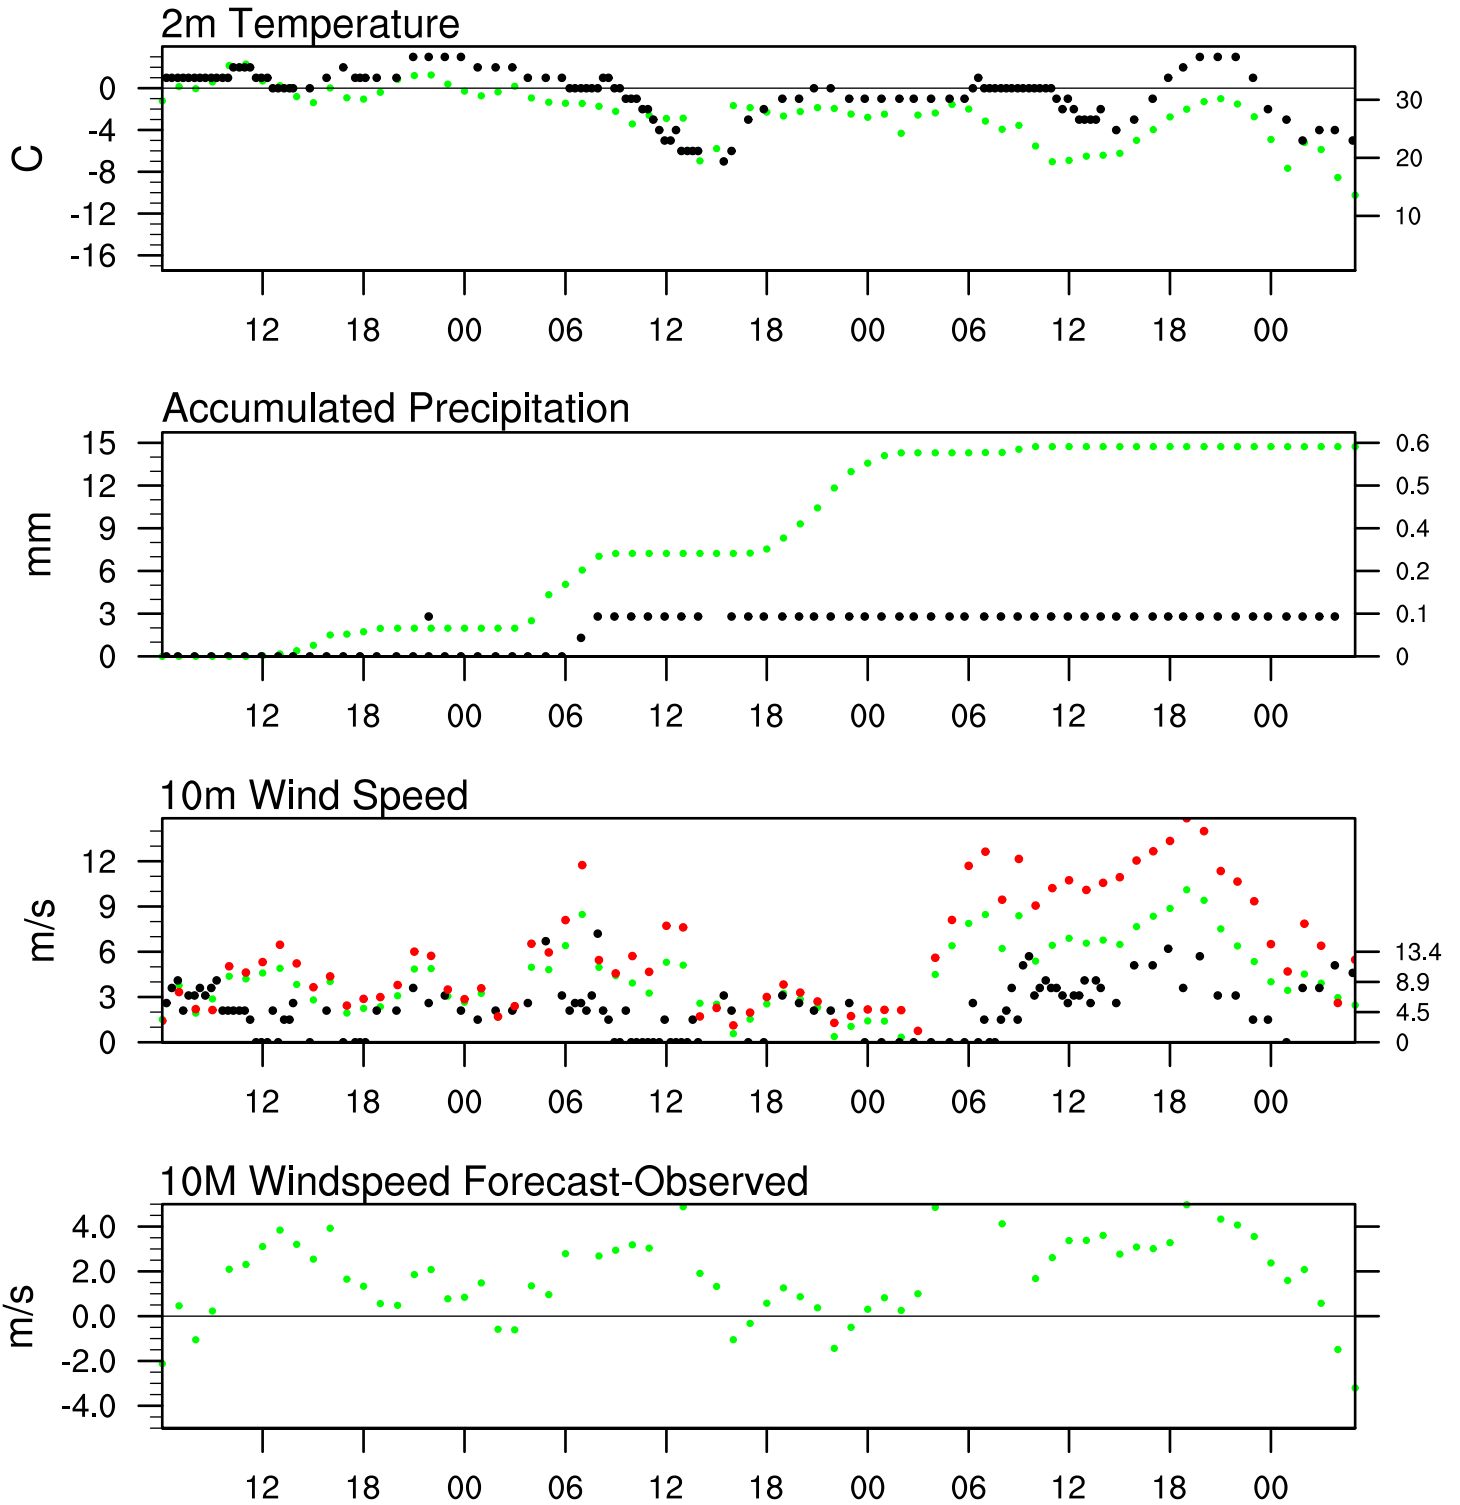 2m Temperature
0
-4
-8
-12
-16
C
30
20
10
12 18 00 06 12 18 00 06 12 18 00
Accumulated Precipitation
15
12
9
6
3
0
mm
0.6
0.5
0.4
0.2
0.1
0
12 18 00 06 12 18 00 06 12 18 00
10m Wind Speed
12
9
6
3
0
m/s
13.4
8.9
4.5
0
12 18 00 06 12 18 00 06 12 18 00
10M Windspeed Forecast-Observed
4.0
2.0
0.0
-2.0
-4.0
m/s
12 18 00 06 12 18 00 06 12 18 00